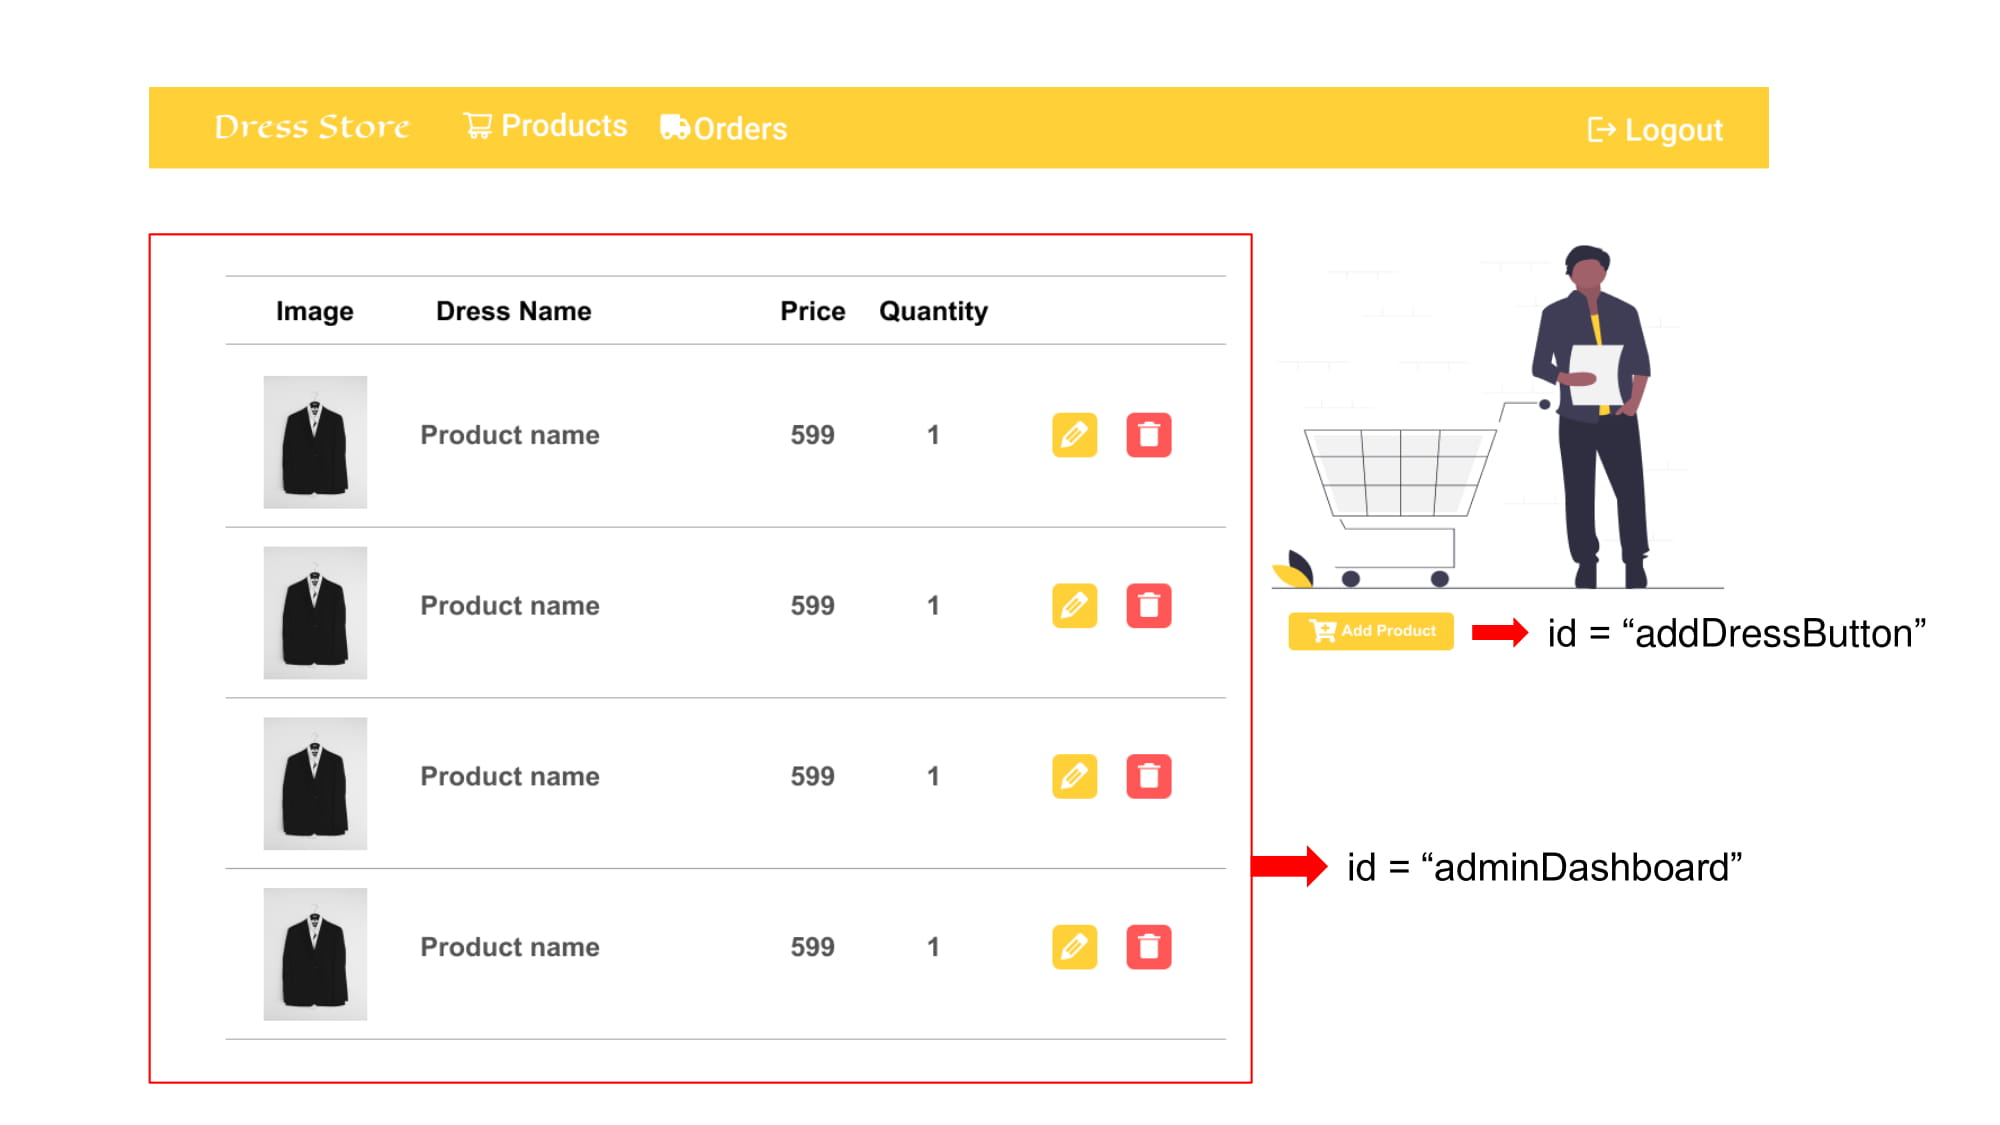 Dress Store Products Orders Logout
Image Dress Name Price Quantity
Product name 599 1
Product name 599 1
Add Product id = “addDressButton”
Product name 599 1
id = “adminDashboard”
Product name 599 1